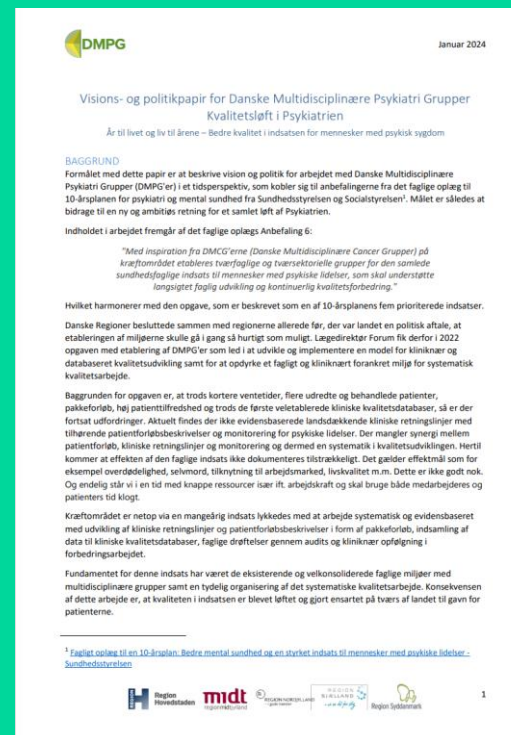 DMPG
Januar 2024
Visions- og politikpapir for Danske Multidisciplinære Psykiatri Grupper
Kvalitetsløft i Psykiatrien
År til livet og liv til årene – Bedre kvalitet i indsatsen for mennesker med psykisk sygdom
BAGGRUND
Formålet med dette papir er at beskrive vision og politik for arbejdet med Danske Multidisciplinære
Psykiatri Grupper (DMPG'er) i et tidsperspektiv, som kobler sig til anbefalingerne fra det faglige oplæg til
10-årsplanen for psykiatri og mental sundhed fra Sundhedsstyrelsen og Socialstyrelsen¹. Målet er således at
bidrage til en ny og ambitiøs retning for et samlet løft af Psykiatrien.
Indholdet i arbejdet fremgår af det faglige oplægs Anbefaling 6:
"Med inspiration fra DMCG'erne (Danske Multidisciplinære Cancer Grupper) på
kræftområdet etableres tværfaglige og tværsektorielle grupper for den samlede
sundhedsfaglige indsats til mennesker med psykiske lidelser, som skal understøtte
langsigtet faglig udvikling og kontinuerlig kvalitetsforbedring."
Hvilket harmonerer med den opgave, som er beskrevet som en af 10-årsplanens fem prioriterede indsatser.
Danske Regioner besluttede sammen med regionerne allerede før, der var landet en politisk aftale, at
etableringen af miljøerne skulle gå i gang så hurtigt som muligt. Lægedirektør Forum fik derfor i 2022
opgaven med etablering af DMPG'er som led i at udvikle og implementere en model for kliniknær og
databaseret kvalitetsudvikling samt for at opdyrke et fagligt og kliniknært forankret miljø for systematisk
kvalitetsarbejde.
Baggrunden for opgaven er, at trods kortere ventetider, flere udredte og behandlede patienter,
pakkeforløb, høj patienttilfredshed og trods de første veletablerede kliniske kvalitetsdatabaser, så er der
fortsat udfordringer. Aktuelt findes der ikke evidensbaserede landsdækkende kliniske retningslinjer med
tilhørende patientforløbsbeskrivelser og monitorering for psykiske lidelser. Der mangler synergi mellem
patientforløb, kliniske retningslinjer og monitorering og dermed en systematik i kvalitetsudviklingen. Hertil
kommer at effekten af den faglige indsats ikke dokumenteres tilstrækkeligt. Det gælder effektmål som for
eksempel overdødelighed, selvmord, tilknytning til arbejdsmarked, livskvalitet m.m. Dette er ikke godt nok.
Og endelig står vi i en tid med knappe ressourcer især ift. arbejdskraft og skal bruge både medarbejderes og
patienters tid klogt.
Kræftområdet er netop via en mangeårig indsats lykkedes med at arbejde systematisk og evidensbaseret
med udvikling af kliniske retningslinjer og patientforløbsbeskrivelser i form af pakkeforløb, indsamling af
data til kliniske kvalitetsdatabaser, faglige drøftelser gennem audits og kliniknær opfølgning i
forbedringsarbejdet.
Fundamentet for denne indsats har været de eksisterende og velkonsoliderede faglige miljøer med
multidisciplinære grupper samt en tydelig organisering af det systematiske kvalitetsarbejde. Konsekvensen
af dette arbejde er, at kvaliteten i indsatsen er blevet løftet og gjort ensartet på tværs af landet til gavn for
patienterne.
¹ Fagligt oplæg til en 10-årsplan: Bedre mental sundhed og en styrket indsats til mennesker med psykiske lidelser -
Sundhedsstyrelsen
Region
Hovedstaden
midt
regionmidtjylland
REGION NORDJYLLAND
REGION
SJÆLLAND
Region Syddanmark
1